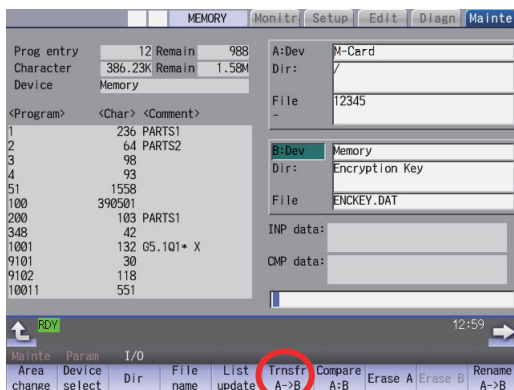 MEMORY Monitr Setup Edit Diagn Mainte
Prog entry 12 Remain 988
Character 386.23K Remain 1.58M
Device Memory
<Program> <Char> <Comment>
1 236 PARTS1
2 64 PARTS2
3 98
4 93
51 1558
100 390501
200 103 PARTS1
348 42
1001 132 G5.1Q1* X
9101 30
9102 118
10011 551
A:Dev M-Card
Dir: /
File 12345
-
B:Dev Memory
Dir: Encryption Key
File ENCKEY.DAT
INP data:
CMP data:
RDY 12:59
Mainte Param I/O
Area change
Device select
Dir
File name
List update
Trnsfr A->B
Compare A:B
Erase A
Erase B
Rename A->B